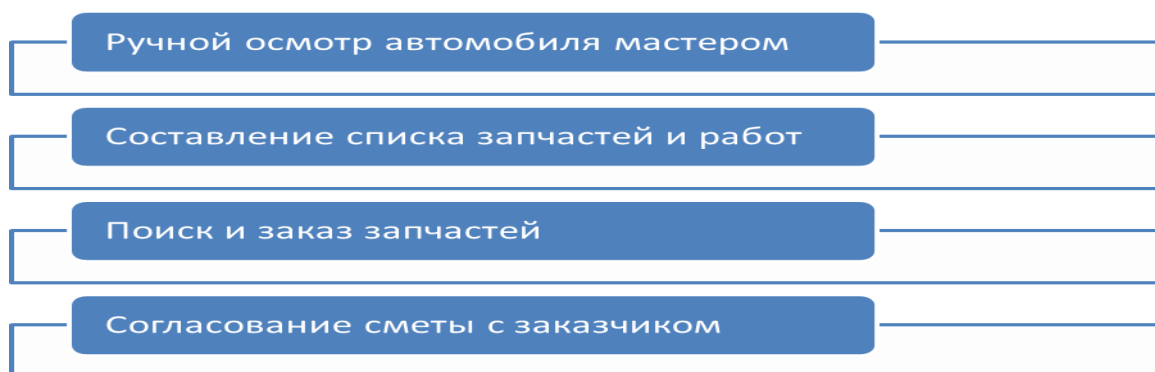 Ручной осмотр автомобиля мастером
Составление списка запчастей и работ
Поиск и заказ запчастей
Согласование сметы с заказчиком